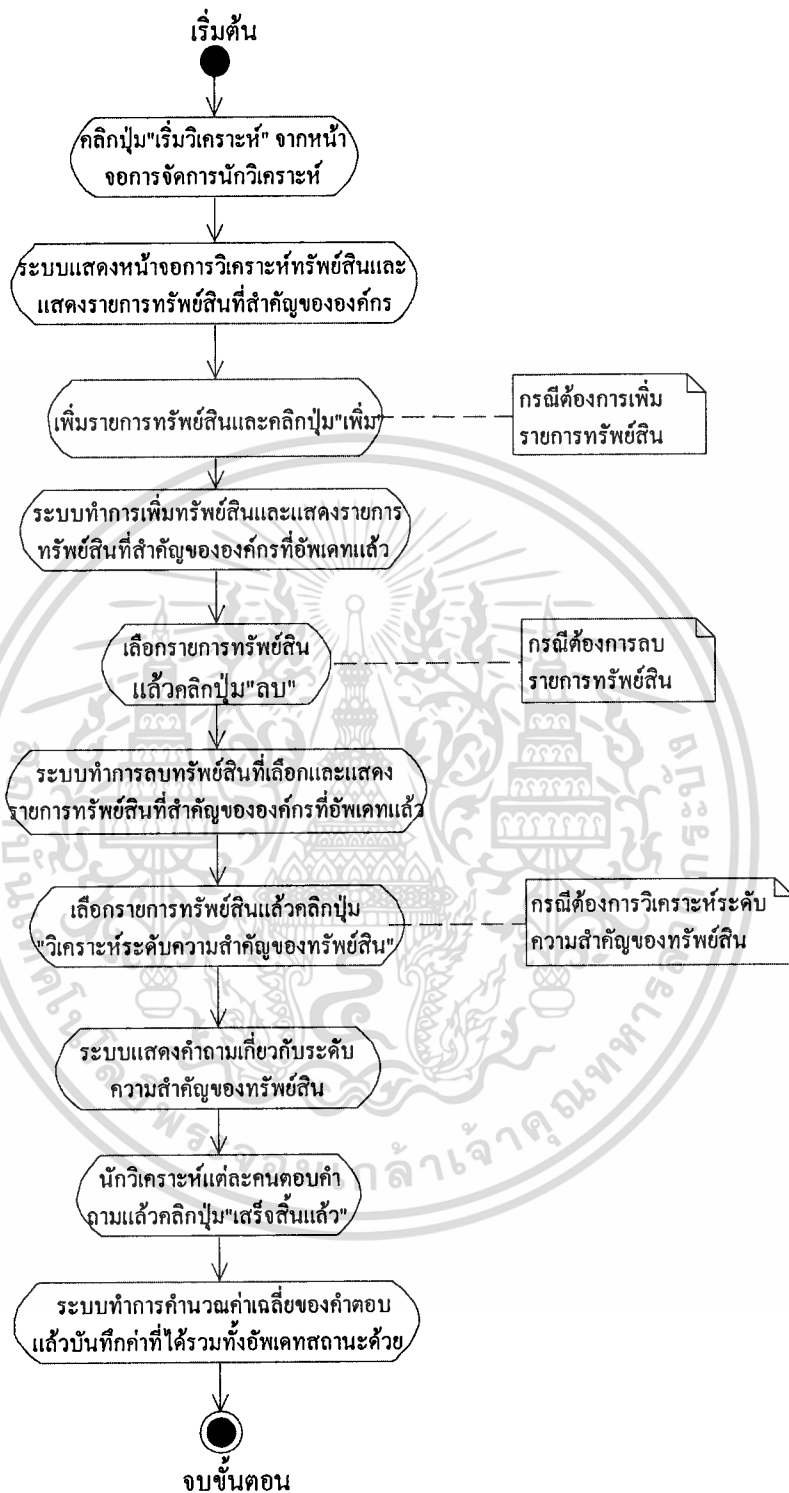 เริ่มต้น
คลิกปุ่ม"เริ่มวิเคราะห์" จากหน้า
จอการจัดการนักวิเคราะห์
ระบบแสดงหน้าจอการวิเคราะห์ทรัพย์สินและ
แสดงรายการทรัพย์สินที่สำคัญขององค์กร
เพิ่มรายการทรัพย์สินและคลิกปุ่ม"เพิ่ม"
กรณีต้องการเพิ่ม
รายการทรัพย์สิน
ระบบทำการเพิ่มทรัพย์สินและแสดงรายการ
ทรัพย์สินที่สำคัญขององค์กรที่อัพเดทแล้ว
เลือกรายการทรัพย์สิน
แล้วคลิกปุ่ม"ลบ"
กรณีต้องการลบ
รายการทรัพย์สิน
ระบบทำการลบทรัพย์สินที่เลือกและแสดง
รายการทรัพย์สินที่สำคัญขององค์กรที่อัพเดทแล้ว
เลือกรายการทรัพย์สินแล้วคลิกปุ่ม
"วิเคราะห์ระดับความสำคัญของทรัพย์สิน"
กรณีต้องการวิเคราะห์ระดับ
ความสำคัญของทรัพย์สิน
ระบบแสดงคำถามเกี่ยวกับระดับ
ความสำคัญของทรัพย์สิน
นักวิเคราะห์แต่ละคนตอบคำ
ถามแล้วคลิกปุ่ม"เสร็จสิ้นแล้ว"
ระบบทำการคำนวณค่าเฉลี่ยของคำตอบ
แล้วบันทึกค่าที่ได้รวมทั้งอัพเดทสถานะด้วย
จบขั้นตอน